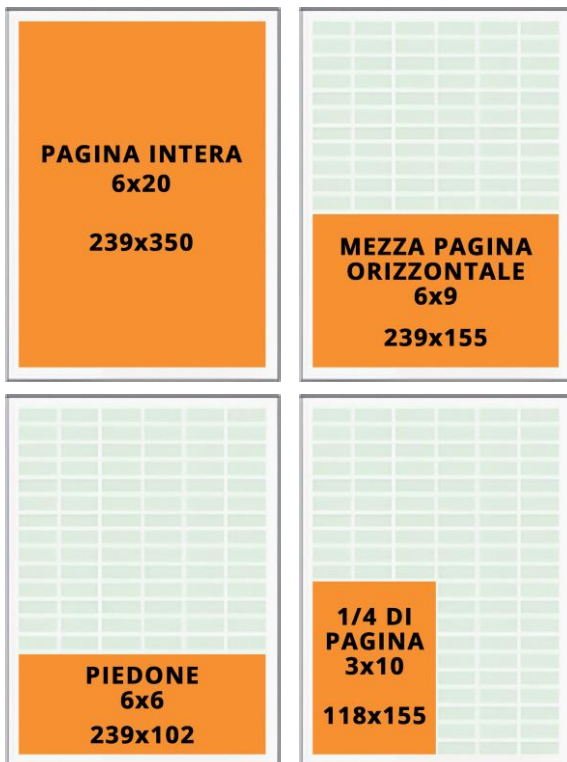 PAGINA INTERA
6x20
239x350
MEZZA PAGINA
ORIZZONTALE
6x9
239x155
PIEDONE
6x6
239x102
1/4 DI
PAGINA
3x10
118x155